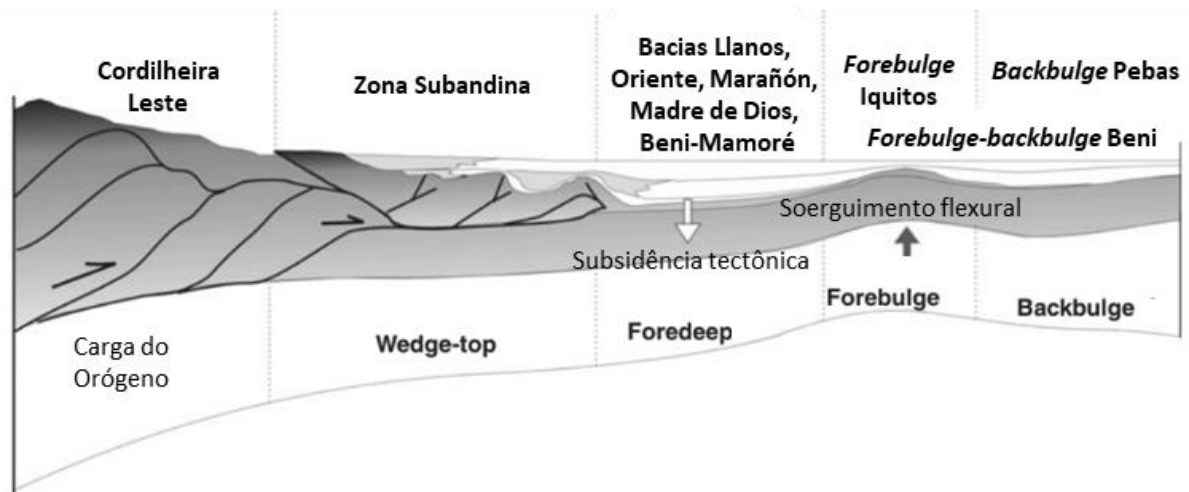 Cordilheira
Leste
Zona Subandina
Bacias Llanos,
Oriente, Marañón,
Madre de Dios,
Beni-Mamoré
Forebulge
Iquitos
Backbulge Pebas
Forebulge-backbulge Beni
Soerguimento flexural
Subsidência tectônica
Carga do
Orógeno
Wedge-top
Foredeep
Forebulge
Backbulge